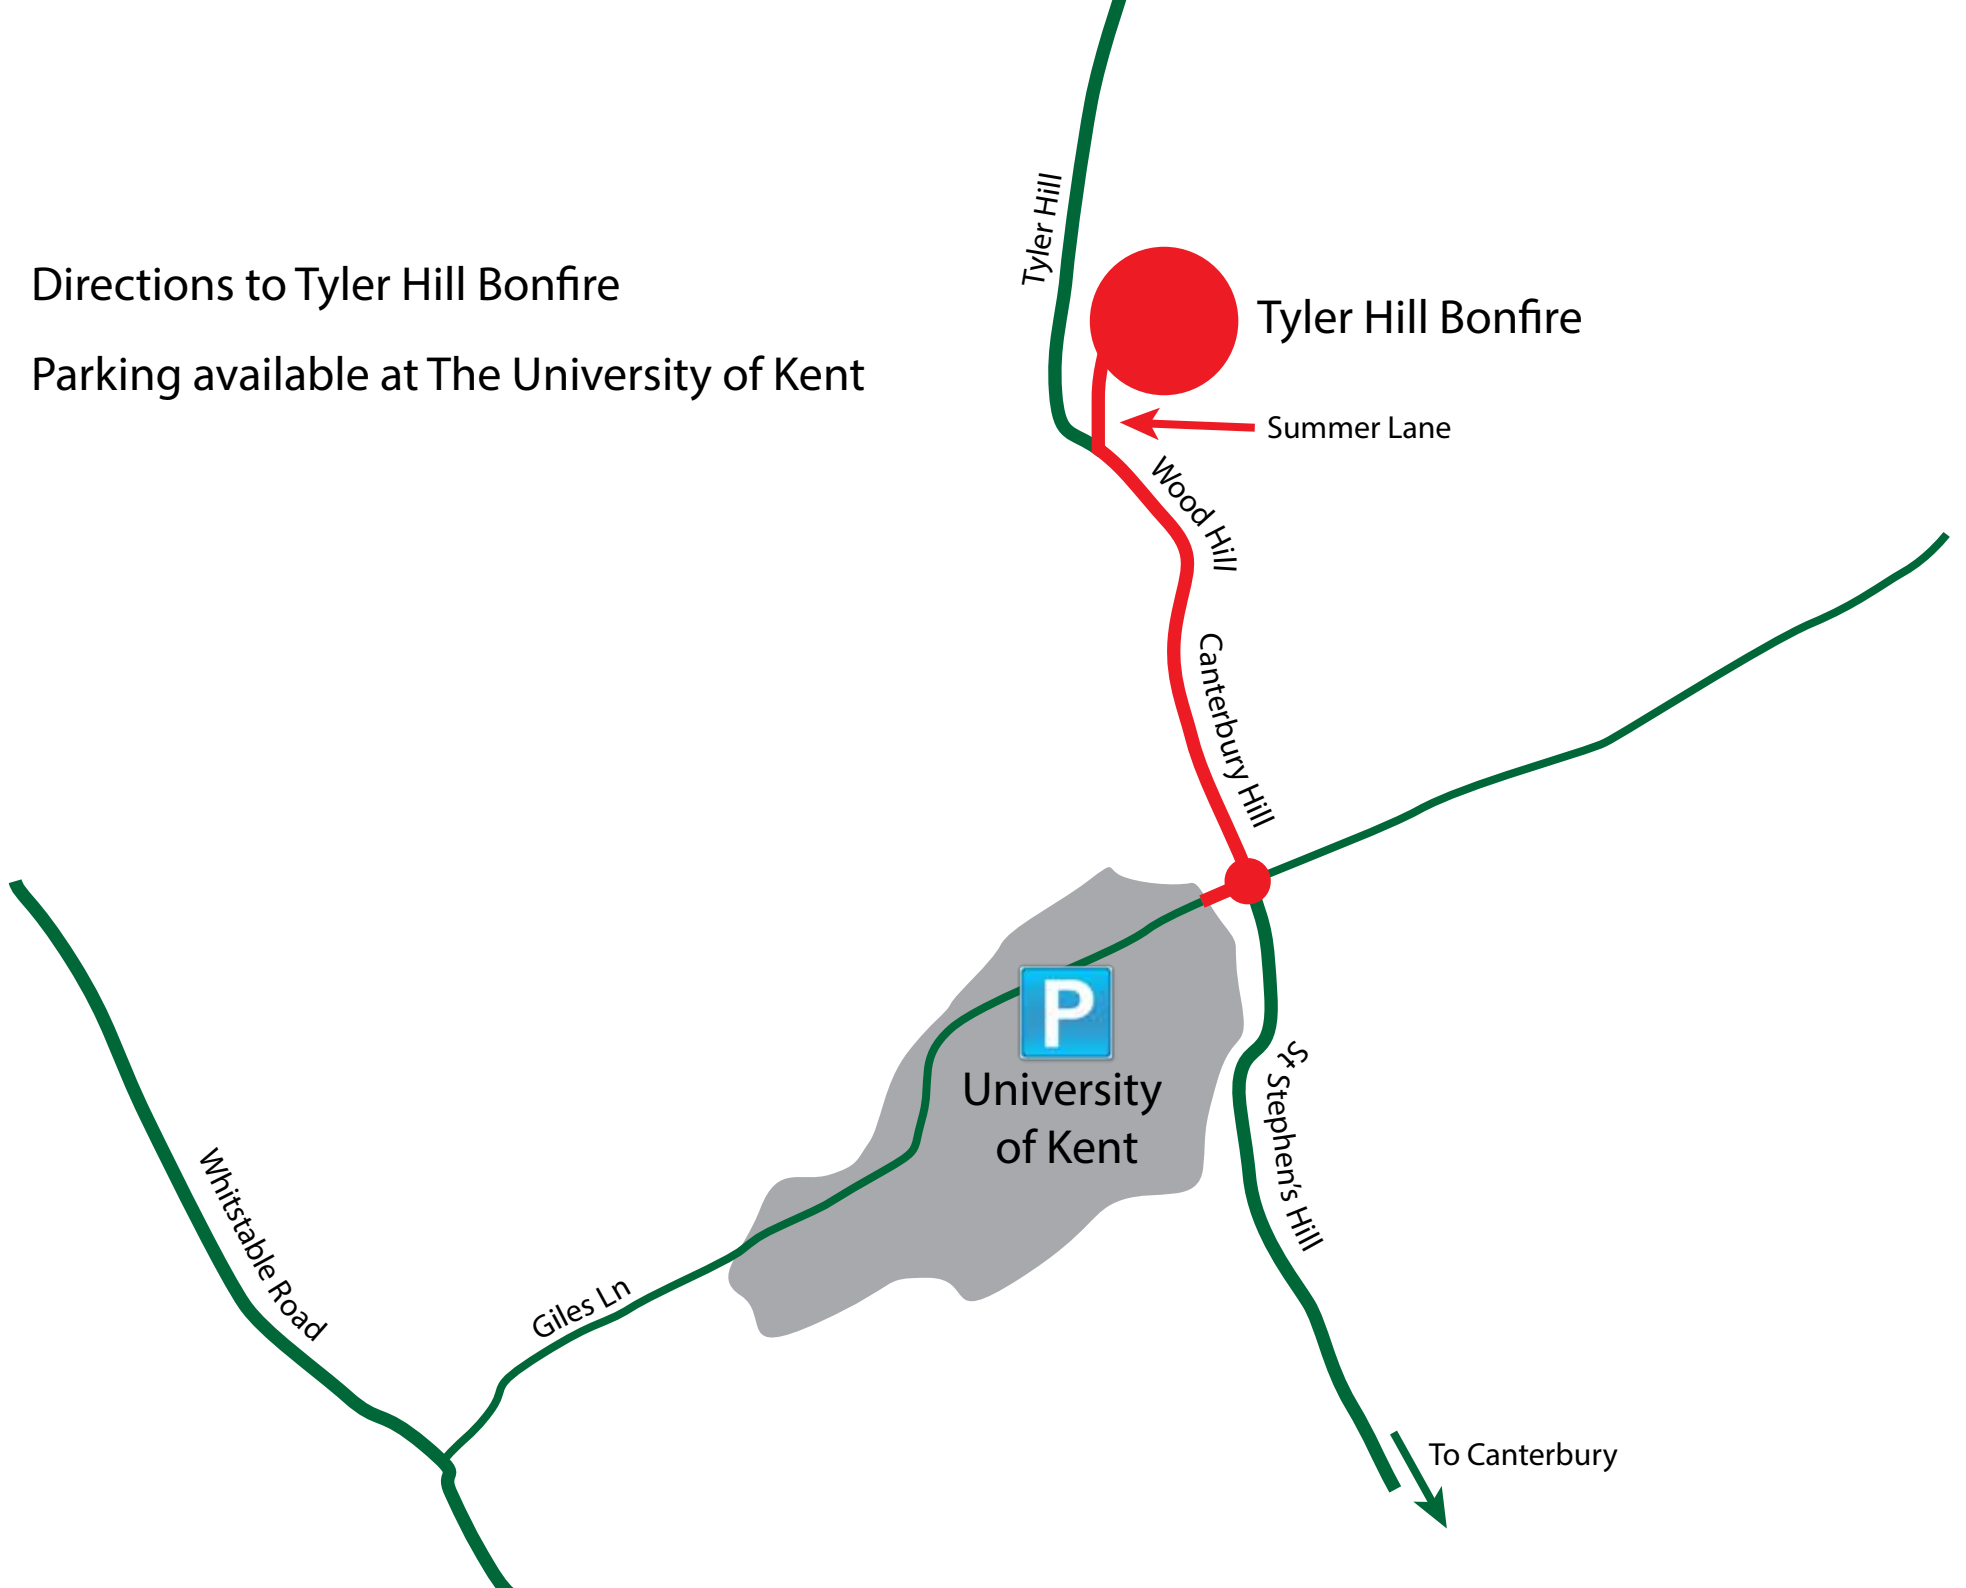 Directions to Tyler Hill Bonfire
Parking available at The University of Kent
Tyler Hill
Tyler Hill Bonfire
Summer Lane
Wood Hill
Canterbury Hill
P
University
of Kent
St Stephen's Hill
Whitstable Road
Giles Ln
To Canterbury